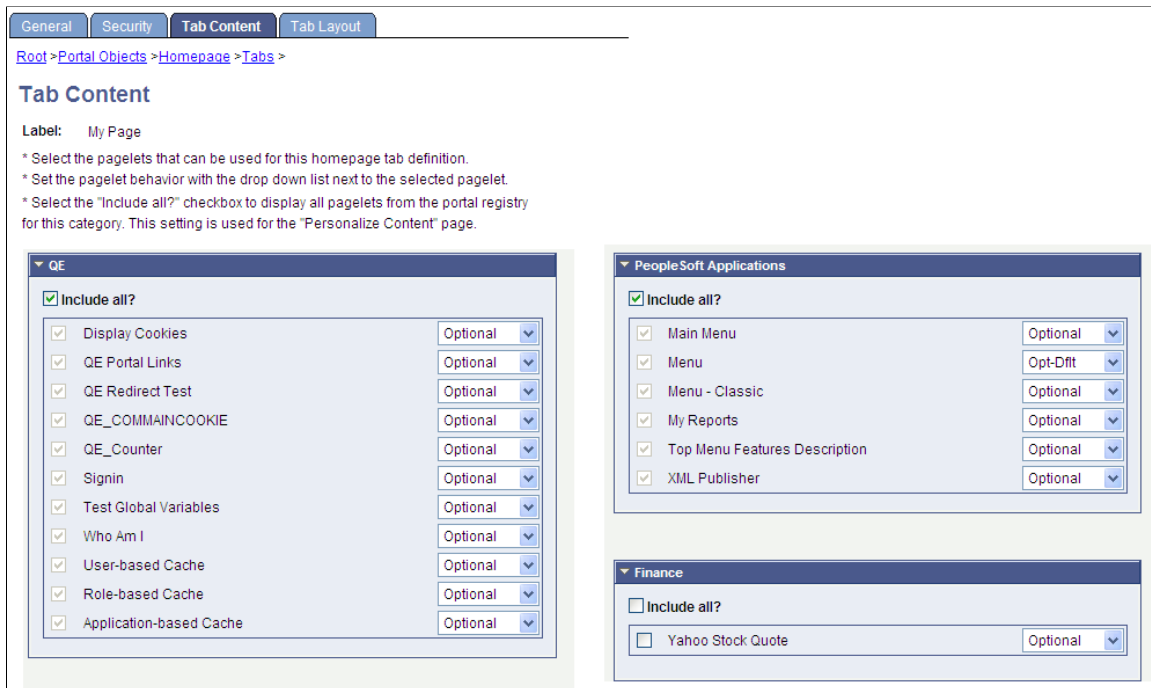 General Security Tab Content Tab Layout
Root >Portal Objects >Homepage >Tabs >
Tab Content
Label: My Page
* Select the pagelets that can be used for this homepage tab definition.
* Set the pagelet behavior with the drop down list next to the selected pagelet.
* Select the "Include all?" checkbox to display all pagelets from the portal registry
for this category. This setting is used for the "Personalize Content" page.
QE
Include all?
Display Cookies Optional
QE Portal Links Optional
QE Redirect Test Optional
QE_COMMAINCOOKIE Optional
QE_Counter Optional
Signin Optional
Test Global Variables Optional
Who Am I Optional
User-based Cache Optional
Role-based Cache Optional
Application-based Cache Optional
PeopleSoft Applications
Include all?
Main Menu Optional
Menu Opt-Dflt
Menu - Classic Optional
My Reports Optional
Top Menu Features Description Optional
XML Publisher Optional
Finance
Include all?
Yahoo Stock Quote Optional